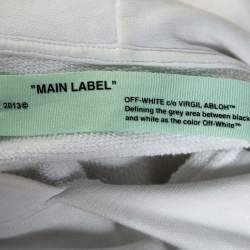 "MAIN LABEL"
2013©
OFF-WHITE c/o VIRGIL ABLOH™
Defining the grey area between black
and white as the color Off-White™